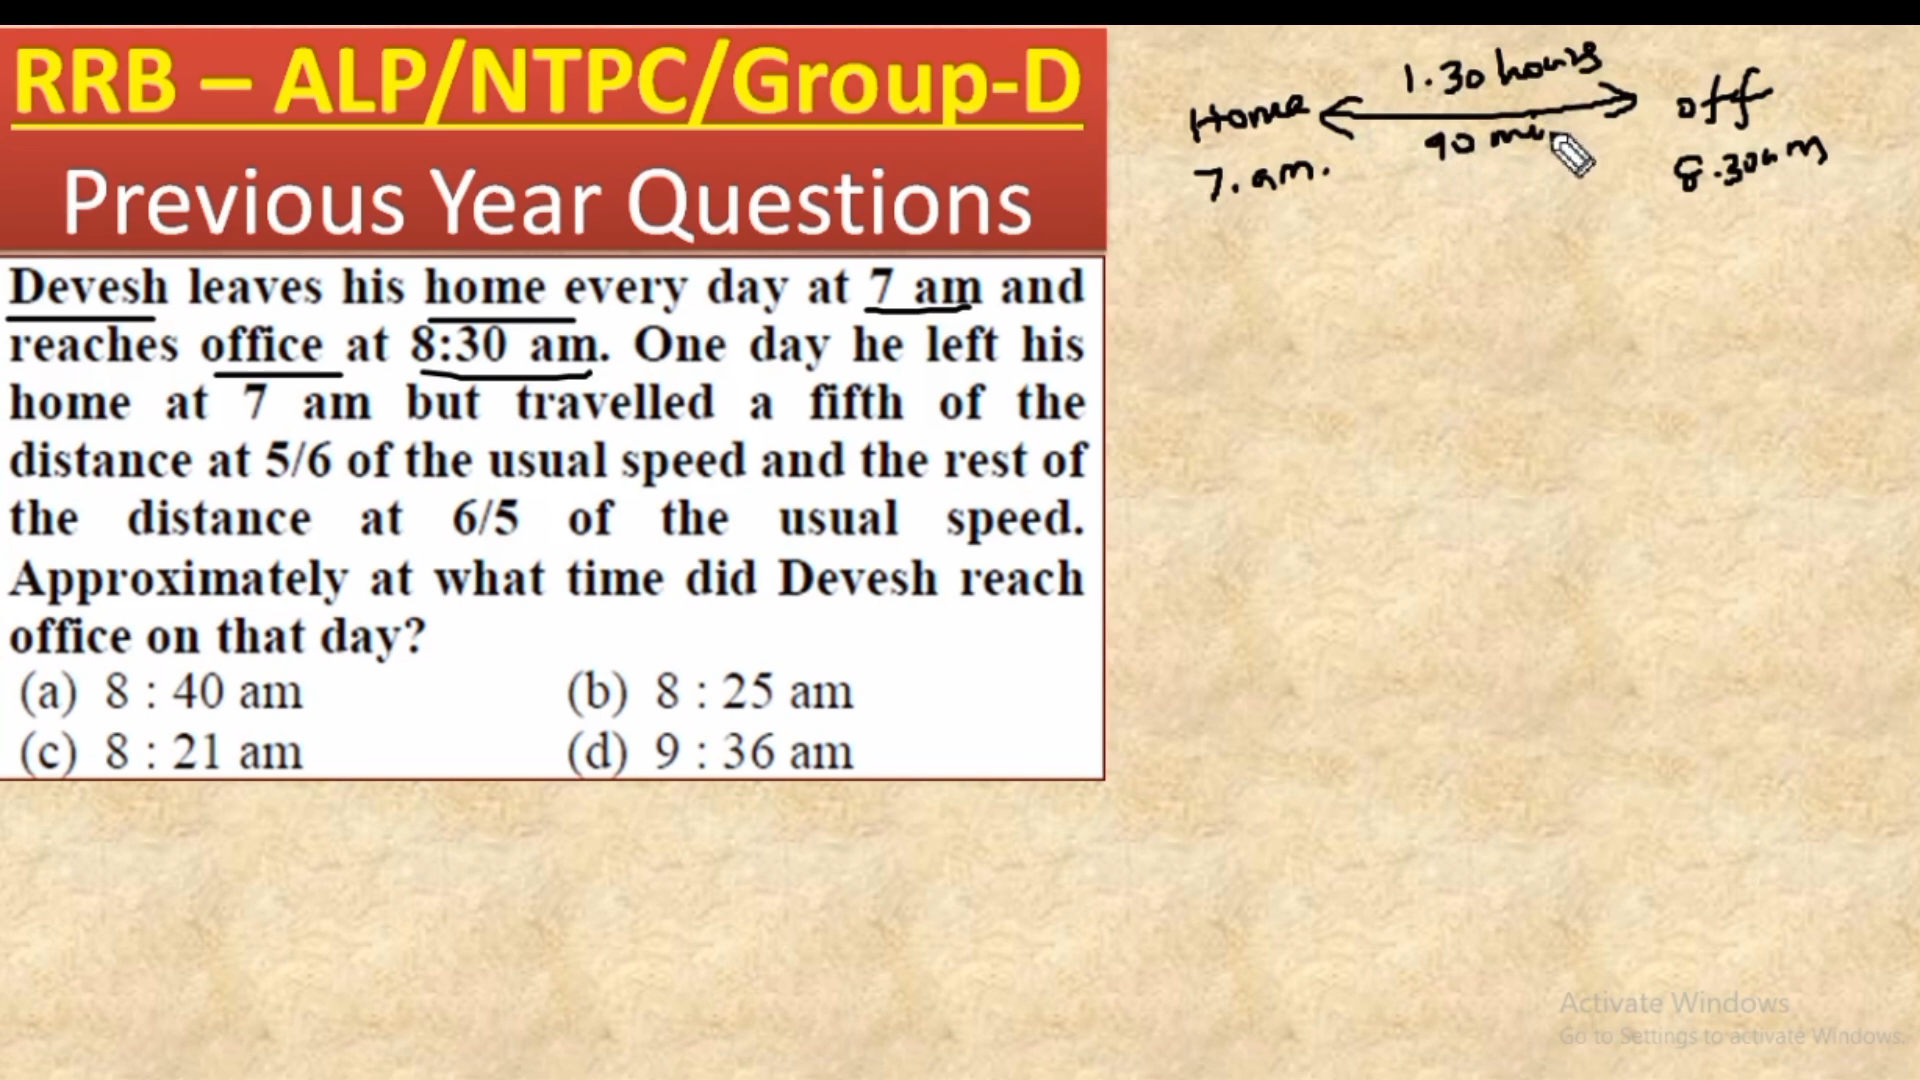 RRB – ALP/NTPC/Group-D
Previous Year Questions
Devesh leaves his home every day at 7 am and
reaches office at 8:30 am. One day he left his
home at 7 am but travelled a fifth of the
distance at 5/6 of the usual speed and the rest of
the distance at 6/5 of the usual speed.
Approximately at what time did Devesh reach
office on that day?
(a) 8 : 40 am (b) 8 : 25 am
(c) 8 : 21 am (d) 9 : 36 am
1.30 hours
Home off
90 mi
7. am. 8.30am
Activate Windows
Go to Settings to activate Windows.